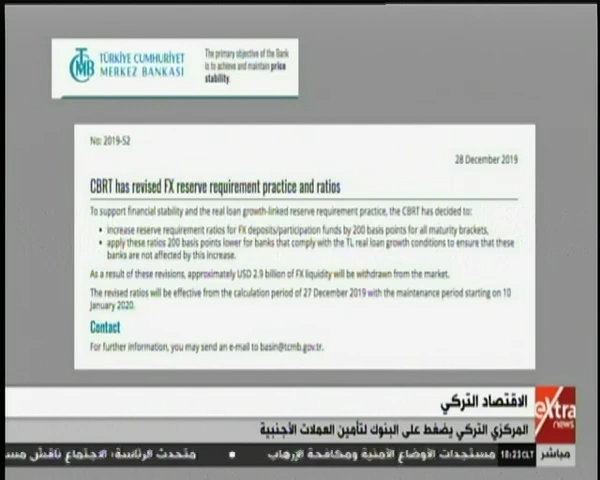 TÜRKİYE CUMHURİYET
MERKEZ BANKASI
The primary objective of the Bank
is to achieve and maintain price
stability.
No: 2019-52
28 December 2019
CBRT has revised FX reserve requirement practice and ratios
To support financial stability and the real loan growth-linked reserve requirement practice, the CBRT has decided to:
• increase reserve requirement ratios for FX deposits/participation funds by 200 basis points for all maturity brackets,
• apply these ratios 200 basis points lower for banks that comply with the TL real loan growth conditions to ensure that these
banks are not affected by this increase.
As a result of these revisions, approximately USD 2.9 billion of FX liquidity will be withdrawn from the market.
The revised ratios will be effective from the calculation period of 27 December 2019 with the maintenance period starting on 10
January 2020.
Contact
For further information, you may send an e-mail to basin@tcmb.gov.tr.
الاقتصاد التركي
eXtra
news
المركزي التركي يضغط على البنوك لتأمين العملات الأجنبية
مباشر
18:23CLT
مستجدات الأوضاع الأمنية ومكافحة الإرهاب • متحدث الرئاسة: الاجتماع ناقش